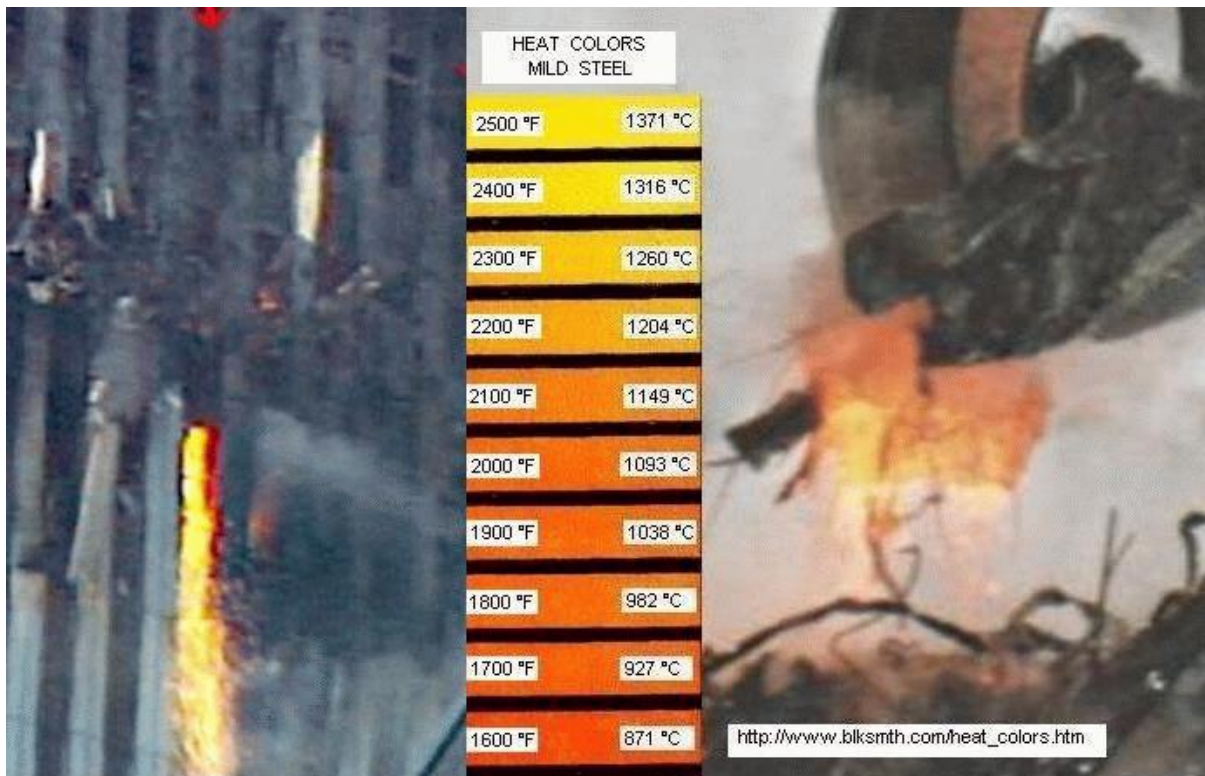 HEAT COLORS
MILD STEEL
2500 °F 1371 °C
2400 °F 1316 °C
2300 °F 1260 °C
2200 °F 1204 °C
2100 °F 1149 °C
2000 °F 1093 °C
1900 °F 1038 °C
1800 °F 982 °C
1700 °F 927 °C
1600 °F 871 °C
http://www.blksmth.com/heat_colors.htm